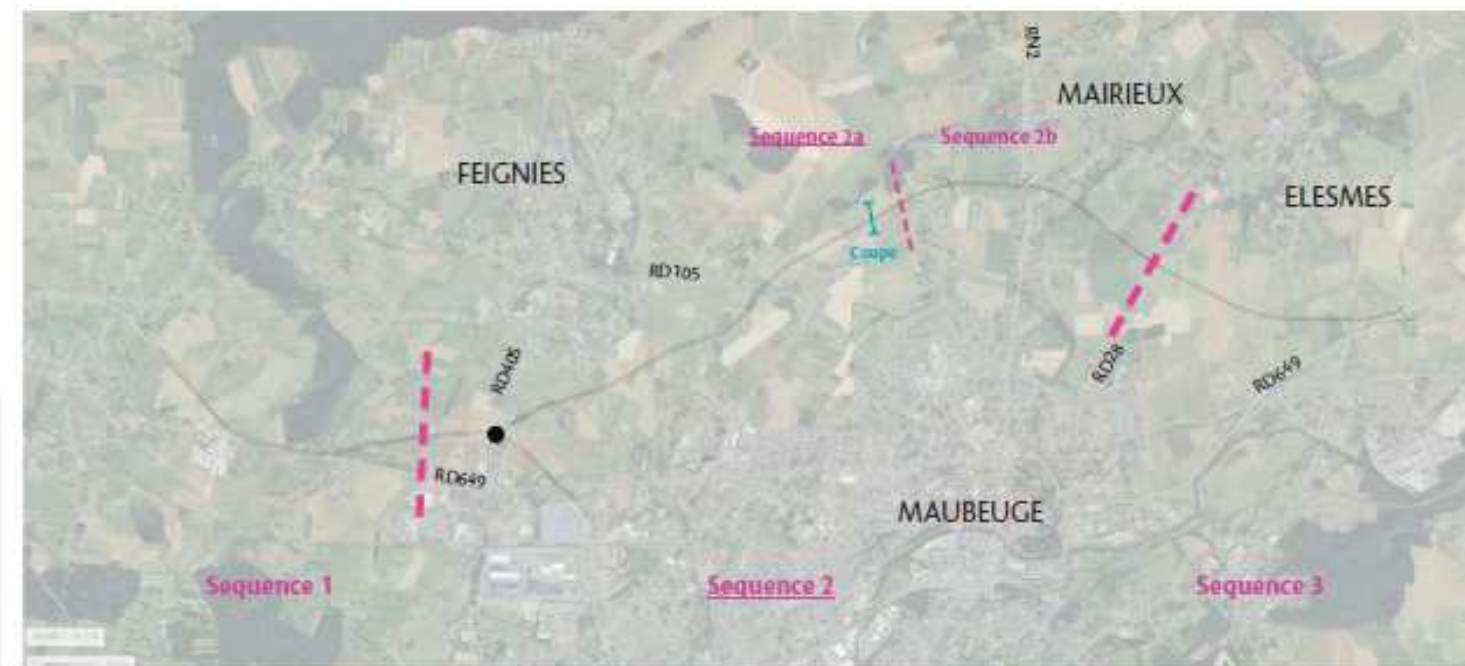 RN2
MAIRIEUX
Sequence 2a
Sequence 2b
FEIGNIES
ELESMES
Coupe
RD105
RD405
RD28
RD649
RD649
MAUBEUGE
Sequence 1
Sequence 2
Sequence 3